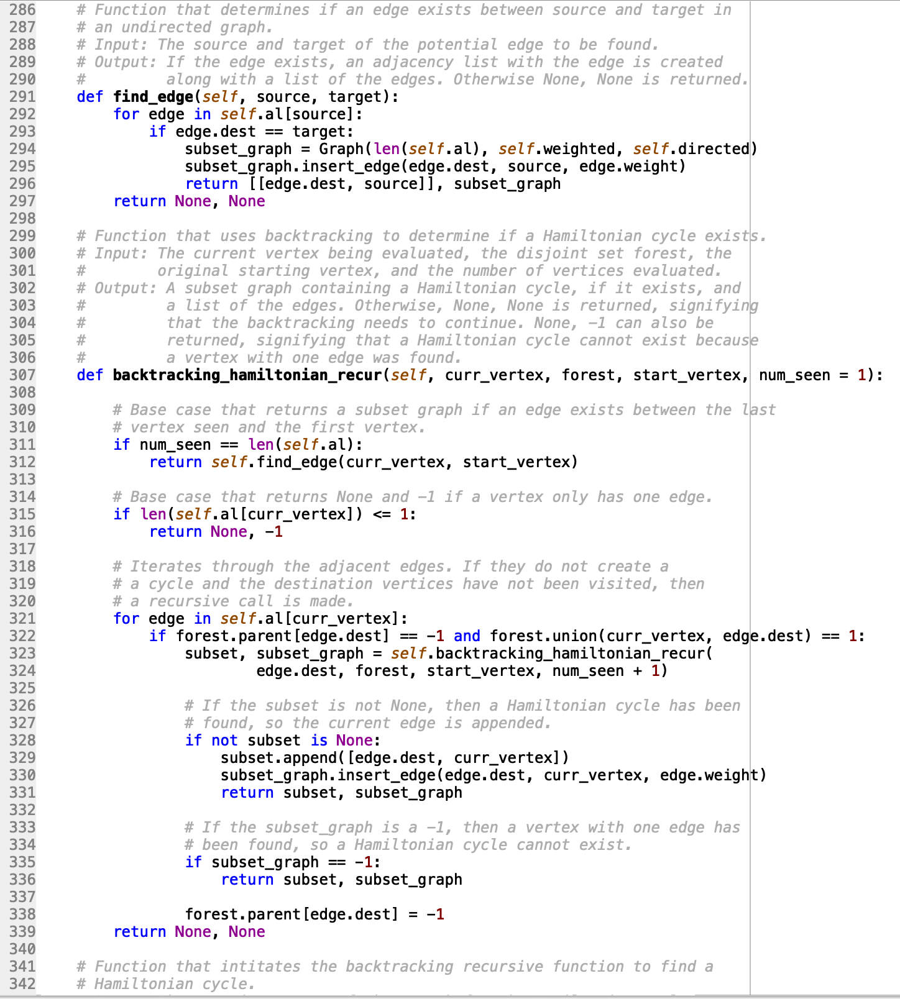 286 # Function that determines if an edge exists between source and target in
287 # an undirected graph.
288 # Input: The source and target of the potential edge to be found.
289 # Output: If the edge exists, an adjacency list with the edge is created
290 #         along with a list of the edges. Otherwise None, None is returned.
291 def find_edge(self, source, target):
292     for edge in self.al[source]:
293         if edge.dest == target:
294             subset_graph = Graph(len(self.al), self.weighted, self.directed)
295             subset_graph.insert_edge(edge.dest, source, edge.weight)
296             return [[edge.dest, source]], subset_graph
297     return None, None
298
299 # Function that uses backtracking to determine if a Hamiltonian cycle exists.
300 # Input: The current vertex being evaluated, the disjoint set forest, the
301 #        original starting vertex, and the number of vertices evaluated.
302 # Output: A subset graph containing a Hamiltonian cycle, if it exists, and
303 #         a list of the edges. Otherwise, None, None is returned, signifying
304 #         that the backtracking needs to continue. None, -1 can also be
305 #         returned, signifying that a Hamiltonian cycle cannot exist because
306 #         a vertex with one edge was found.
307 def backtracking_hamiltonian_recur(self, curr_vertex, forest, start_vertex, num_seen = 1):
308
309     # Base case that returns a subset graph if an edge exists between the last
310     # vertex seen and the first vertex.
311     if num_seen == len(self.al):
312         return self.find_edge(curr_vertex, start_vertex)
313
314     # Base case that returns None and -1 if a vertex only has one edge.
315     if len(self.al[curr_vertex]) <= 1:
316         return None, -1
317
318     # Iterates through the adjacent edges. If they do not create a
319     # a cycle and the destination vertices have not been visited, then
320     # a recursive call is made.
321     for edge in self.al[curr_vertex]:
322         if forest.parent[edge.dest] == -1 and forest.union(curr_vertex, edge.dest) == 1:
323             subset, subset_graph = self.backtracking_hamiltonian_recur(
324                     edge.dest, forest, start_vertex, num_seen + 1)
325
326             # If the subset is not None, then a Hamiltonian cycle has been
327             # found, so the current edge is appended.
328             if not subset is None:
329                 subset.append([edge.dest, curr_vertex])
330                 subset_graph.insert_edge(edge.dest, curr_vertex, edge.weight)
331                 return subset, subset_graph
332
333             # If the subset_graph is a -1, then a vertex with one edge has
334             # been found, so a Hamiltonian cycle cannot exist.
335             if subset_graph == -1:
336                 return subset, subset_graph
337
338             forest.parent[edge.dest] = -1
339     return None, None
340
341 # Function that intitates the backtracking recursive function to find a
342 # Hamiltonian cycle.